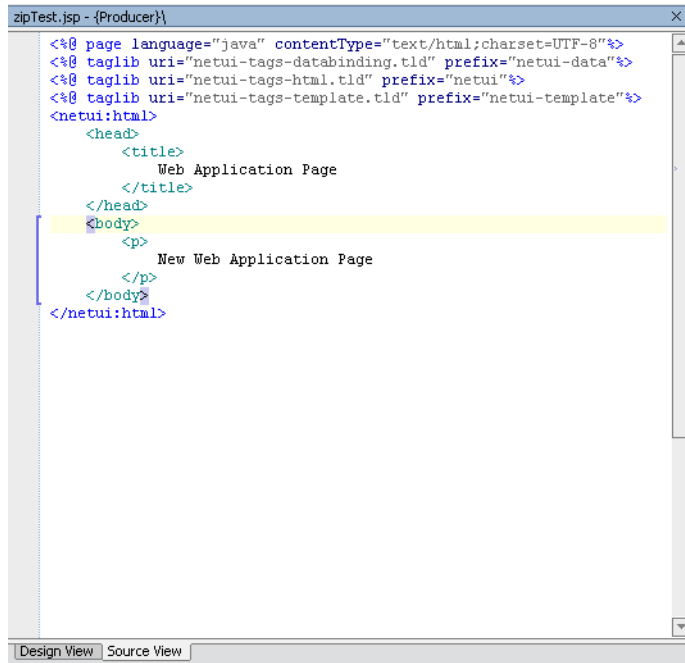 zipTest.jsp - {Producer}\
<%@ page language="java" contentType="text/html;charset=UTF-8"%>
<%@ taglib uri="netui-tags-databinding.tld" prefix="netui-data"%>
<%@ taglib uri="netui-tags-html.tld" prefix="netui"%>
<%@ taglib uri="netui-tags-template.tld" prefix="netui-template"%>
<netui:html>
    <head>
        <title>
            Web Application Page
        </title>
    </head>
    <body>
        <p>
            New Web Application Page
        </p>
    </body>
</netui:html>
Design View Source View